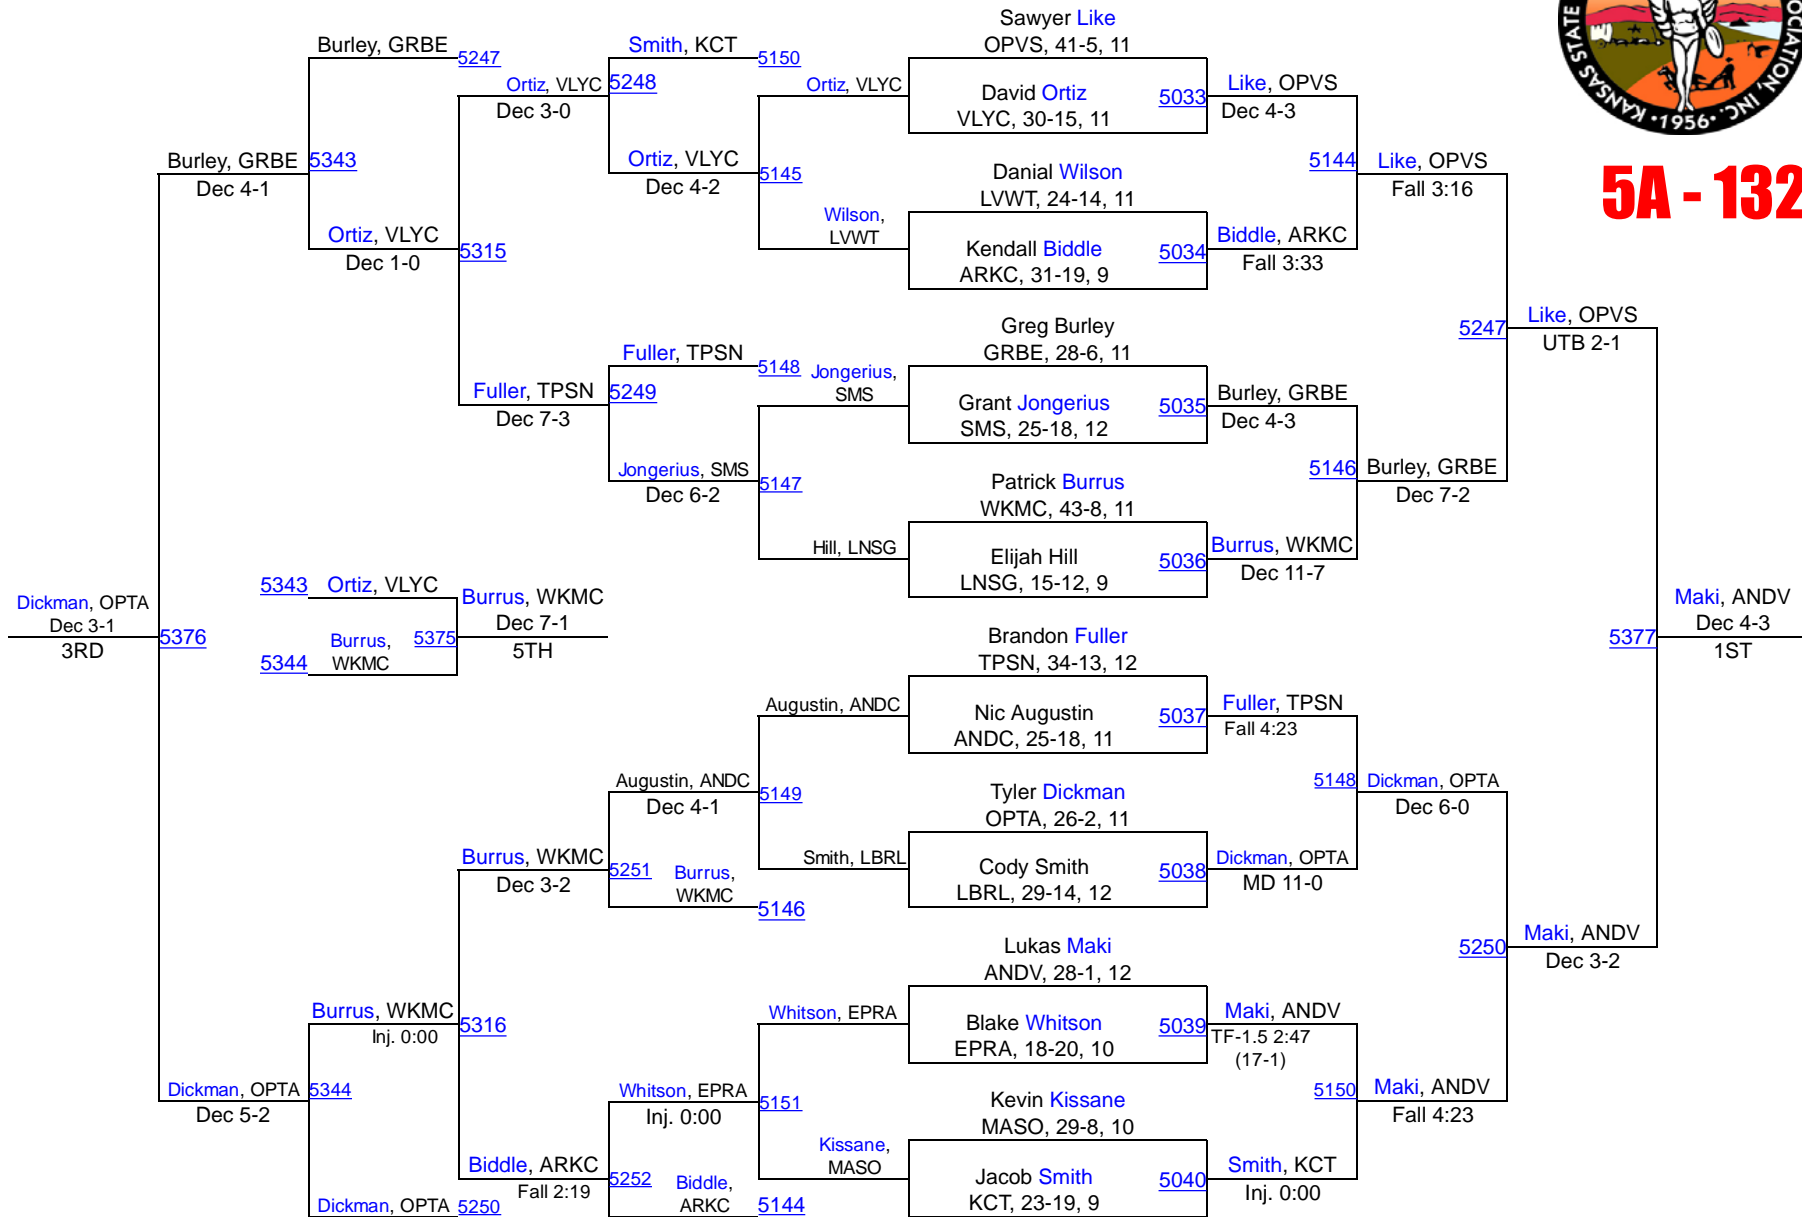 Burley, GRBE
5247
Ortiz, VLYC
5248
Dec 3-0
Smith, KCT
5150
Ortiz, VLYC
Dec 4-2
5145
Ortiz, VLYC
Wilson,
LVWT
Burley, GRBE
5343
Dec 4-1
Ortiz, VLYC
Dec 1-0
5315
Fuller, TPSN
5148
Fuller, TPSN
5249
Dec 7-3
Jongerius, SMS
Dec 6-2
5147
Jongerius,
SMS
Hill, LNSG
Dickman, OPTA
Dec 3-1
3RD
5376
5343
Ortiz, VLYC
5344
Burrus,
WKMC
5375
Burrus, WKMC
Dec 7-1
5TH
Augustin, ANDC
Augustin, ANDC
Dec 4-1
5149
Smith, LBRL
Burrus, WKMC
Dec 3-2
5251
Burrus,
WKMC
5146
Burrus, WKMC
Inj. 0:00
5316
Whitson, EPRA
Whitson, EPRA
Inj. 0:00
5151
Kissane,
MASO
Dickman, OPTA
5344
Dec 5-2
Biddle, ARKC
Fall 2:19
5252
Biddle,
ARKC
5144
Dickman, OPTA
5250
Sawyer Like
OPVS, 41-5, 11
David Ortiz
VLYC, 30-15, 11
5033
Like, OPVS
Dec 4-3
Danial Wilson
LVWT, 24-14, 11
Kendall Biddle
ARKC, 31-19, 9
5034
Biddle, ARKC
Fall 3:33
5144
Like, OPVS
Fall 3:16
Greg Burley
GRBE, 28-6, 11
Grant Jongerius
SMS, 25-18, 12
5035
Burley, GRBE
Dec 4-3
Patrick Burrus
WKMC, 43-8, 11
Elijah Hill
LNSG, 15-12, 9
5036
Burrus, WKMC
Dec 11-7
5146
Burley, GRBE
Dec 7-2
5247
Like, OPVS
UTB 2-1
Brandon Fuller
TPSN, 34-13, 12
Nic Augustin
ANDC, 25-18, 11
5037
Fuller, TPSN
Fall 4:23
Tyler Dickman
OPTA, 26-2, 11
Cody Smith
LBRL, 29-14, 12
5038
Dickman, OPTA
MD 11-0
5148
Dickman, OPTA
Dec 6-0
Lukas Maki
ANDV, 28-1, 12
Blake Whitson
EPRA, 18-20, 10
5039
Maki, ANDV
TF-1.5 2:47
(17-1)
Kevin Kissane
MASO, 29-8, 10
Jacob Smith
KCT, 23-19, 9
5040
Smith, KCT
Inj. 0:00
5150
Maki, ANDV
Fall 4:23
5250
Maki, ANDV
Dec 3-2
5377
Maki, ANDV
Dec 4-3
1ST
KANSAS STATE
INC.
•1956•
5A - 132